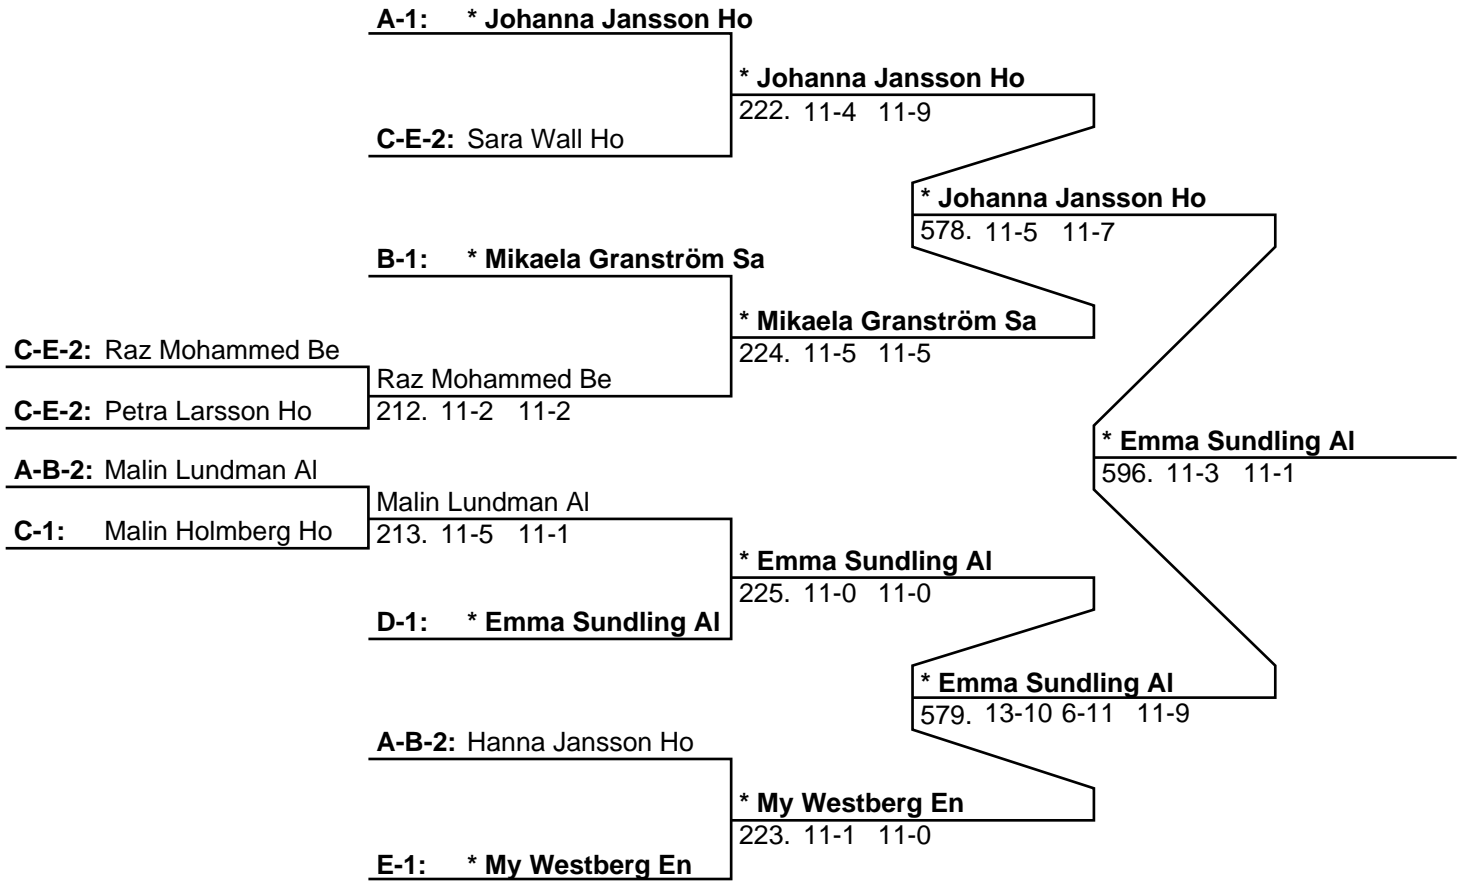 A-1: * Johanna Jansson Ho
* Johanna Jansson Ho
222. 11-4 11-9
C-E-2: Sara Wall Ho
* Johanna Jansson Ho
578. 11-5 11-7
B-1: * Mikaela Granström Sa
* Mikaela Granström Sa
224. 11-5 11-5
C-E-2: Raz Mohammed Be
Raz Mohammed Be
212. 11-2 11-2
C-E-2: Petra Larsson Ho
* Emma Sundling Al
596. 11-3 11-1
A-B-2: Malin Lundman Al
Malin Lundman Al
213. 11-5 11-1
C-1: Malin Holmberg Ho
* Emma Sundling Al
225. 11-0 11-0
D-1: * Emma Sundling Al
* Emma Sundling Al
579. 13-10 6-11 11-9
A-B-2: Hanna Jansson Ho
* My Westberg En
223. 11-1 11-0
E-1: * My Westberg En